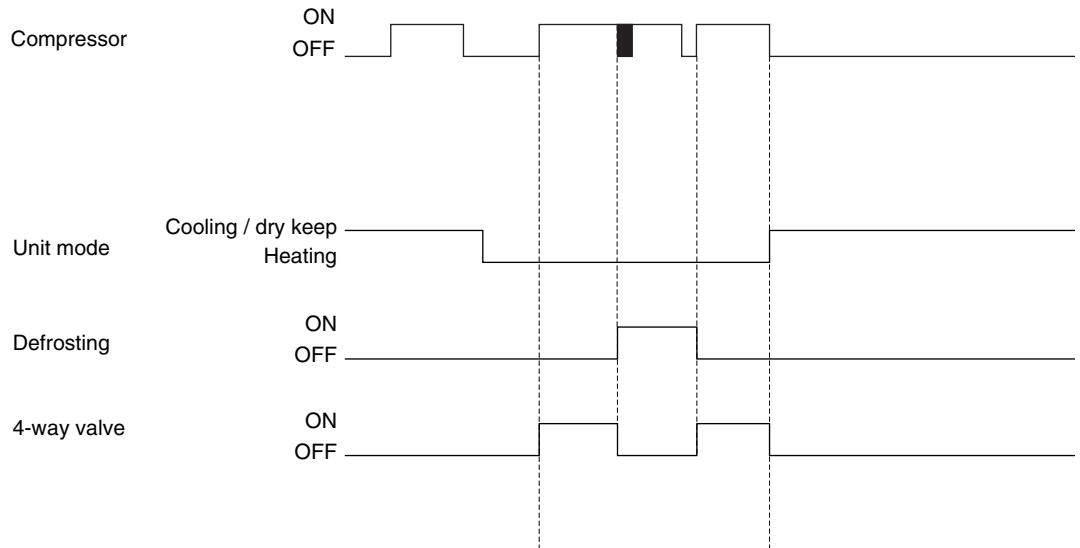 Compressor
ON
OFF
Unit mode
Cooling / dry keep
Heating
Defrosting
ON
OFF
4-way valve
ON
OFF